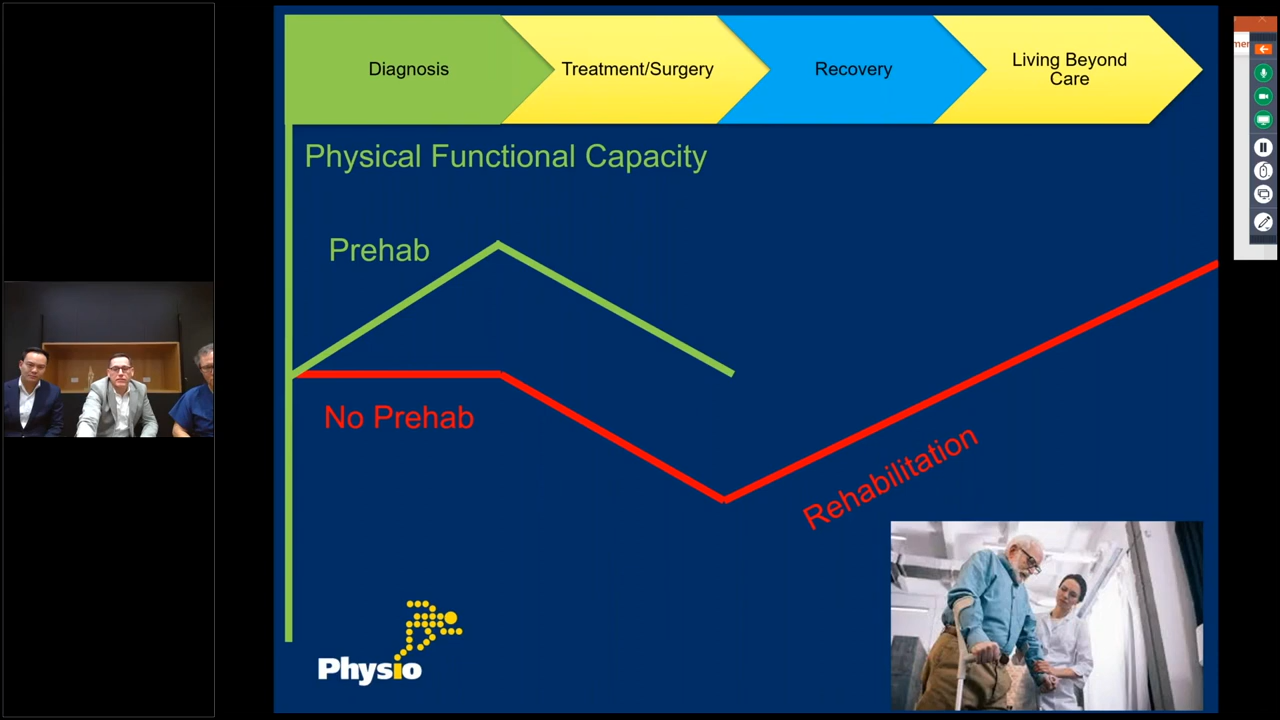 Diagnosis
Treatment/Surgery
Recovery
Living Beyond
Care
Physical Functional Capacity
Prehab
No Prehab
Rehabilitation
Physio